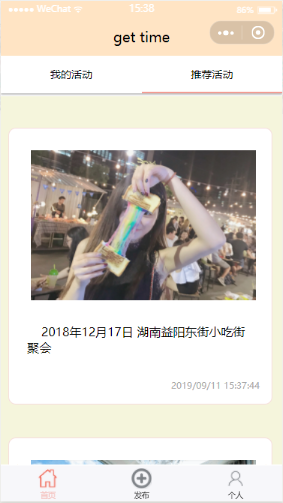 WeChat
15:38
86%
get time
我的活动
推荐活动
2018年12月17日 湖南益阳东街小吃街
聚会
2019/09/11 15:37:44
首页
发布
个人